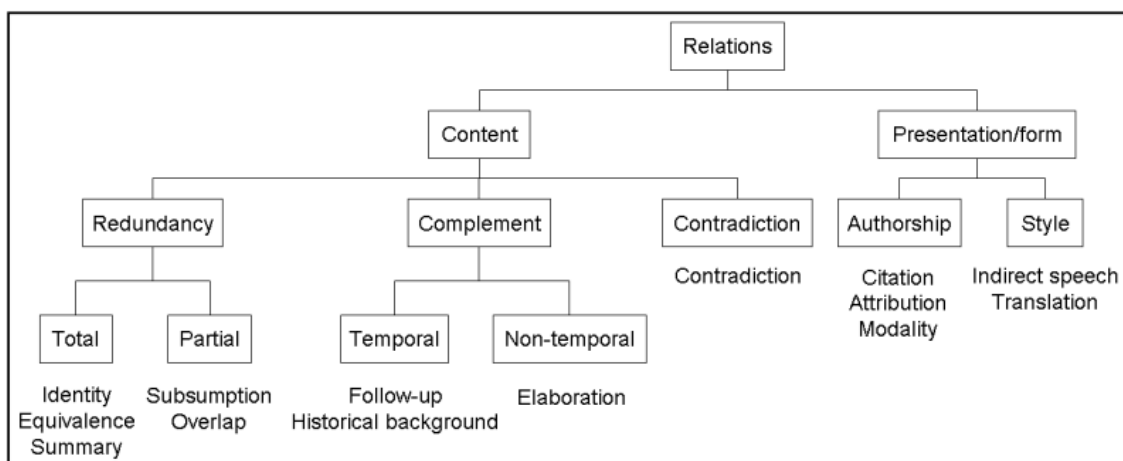 Relations
Content
Presentation/form
Redundancy
Complement
Contradiction
Authorship
Style
Contradiction
Citation
Attribution
Modality
Indirect speech
Translation
Total
Partial
Temporal
Non-temporal
Identity
Equivalence
Summary
Subsumption
Overlap
Follow-up
Historical background
Elaboration